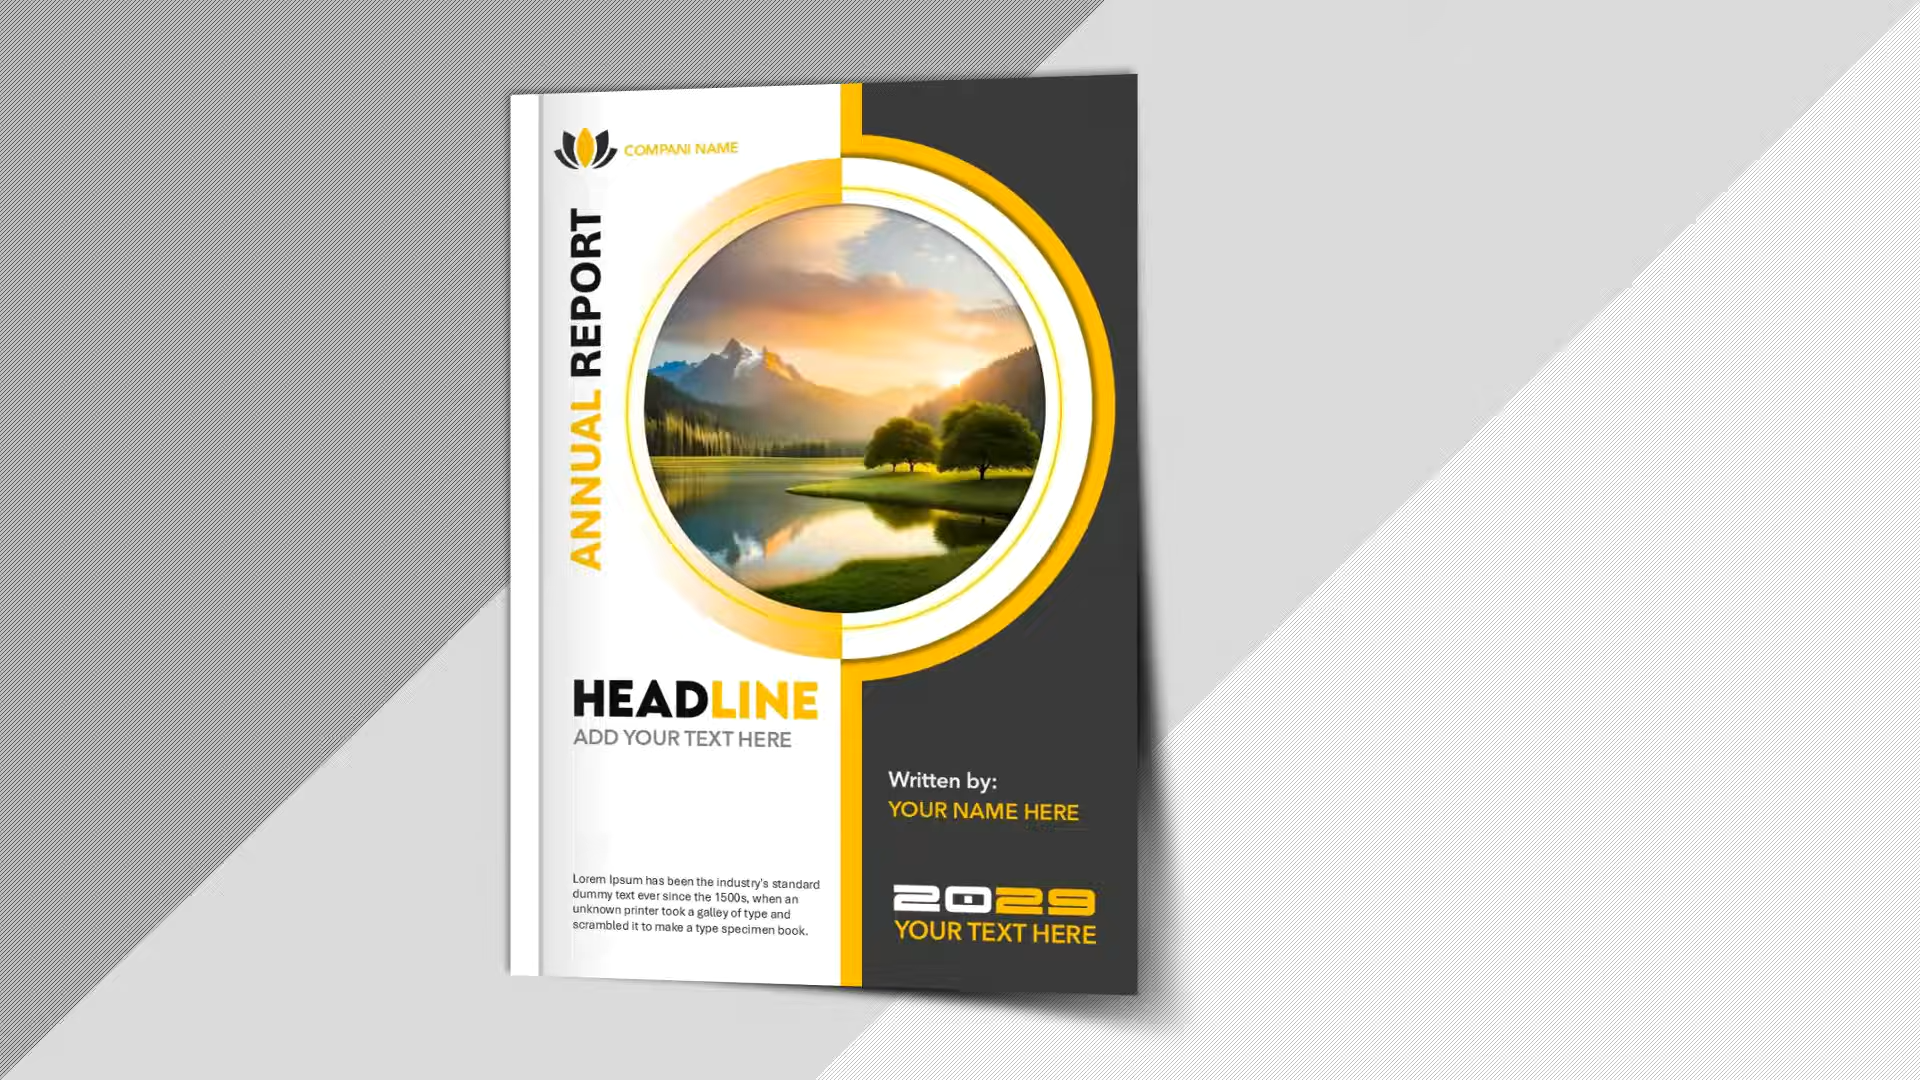 COMPANI NAME
ANNUAL REPORT
HEADLINE
ADD YOUR TEXT HERE
Written by:
YOUR NAME HERE
Lorem Ipsum has been the industry's standard
dummy text ever since the 1500s, when an
unknown printer took a galley of type and
scrambled it to make a type specimen book.
2029
YOUR TEXT HERE